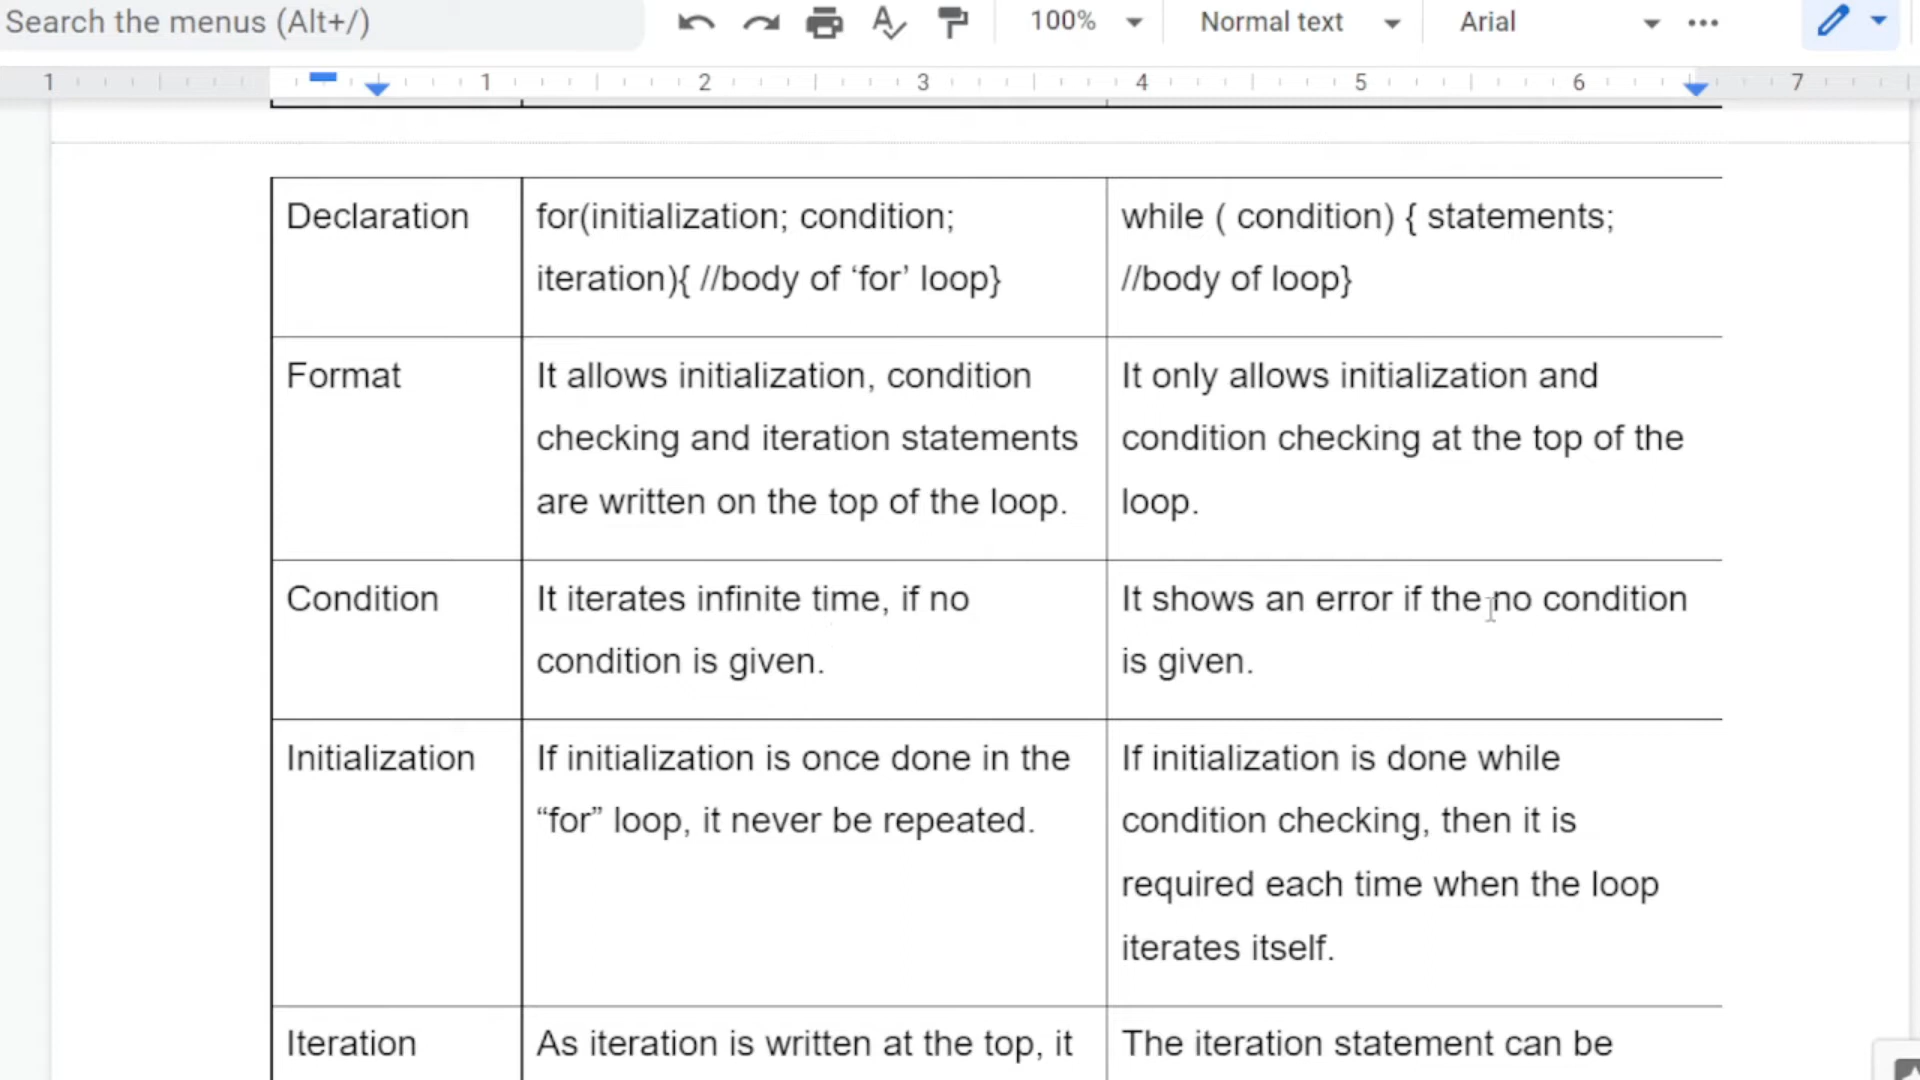 Search the menus (Alt+/)
100%
Normal text
Arial
1 1 2 3 4 5 6 7
Declaration
for(initialization; condition;
iteration){ //body of ‘for’ loop}
while ( condition) { statements;
//body of loop}
Format
It allows initialization, condition
checking and iteration statements
are written on the top of the loop.
It only allows initialization and
condition checking at the top of the
loop.
Condition
It iterates infinite time, if no
condition is given.
It shows an error if the no condition
is given.
Initialization
If initialization is once done in the
“for” loop, it never be repeated.
If initialization is done while
condition checking, then it is
required each time when the loop
iterates itself.
Iteration
As iteration is written at the top, it
The iteration statement can be